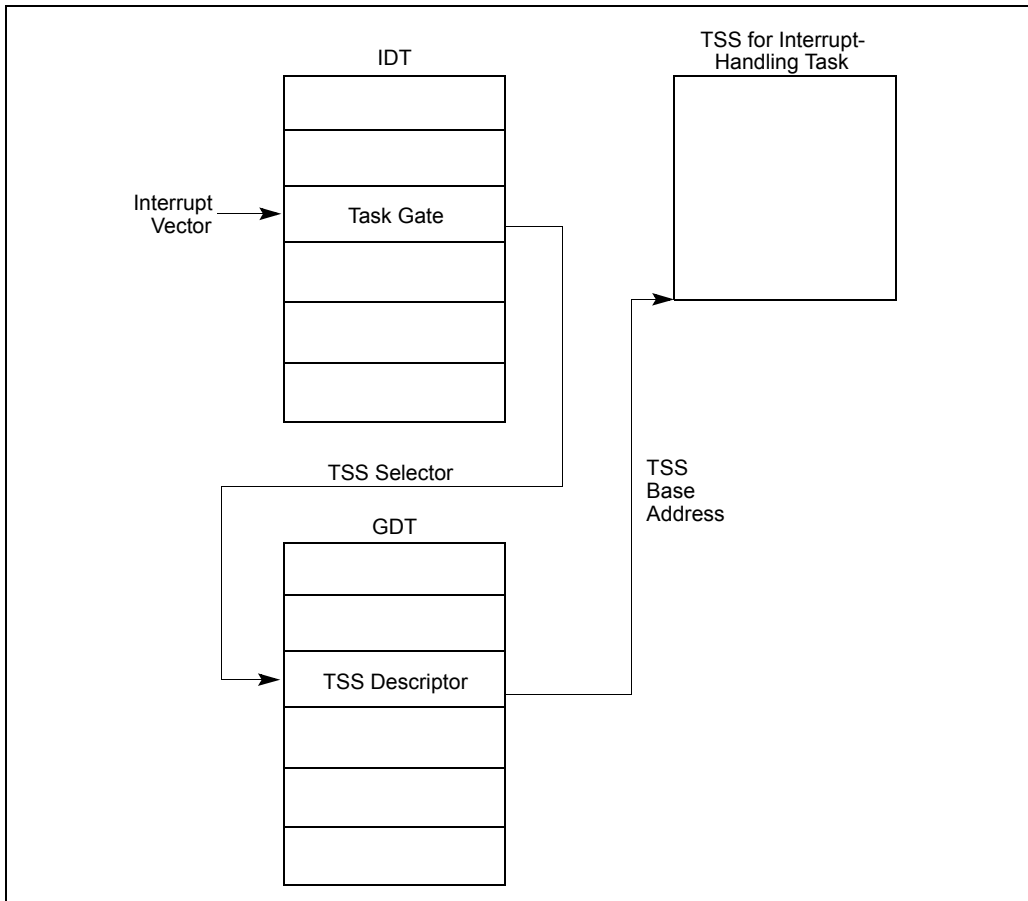 IDT
TSS for Interrupt-
Handling Task
Interrupt
Vector
Task Gate
TSS Selector
TSS
Base
Address
GDT
TSS Descriptor